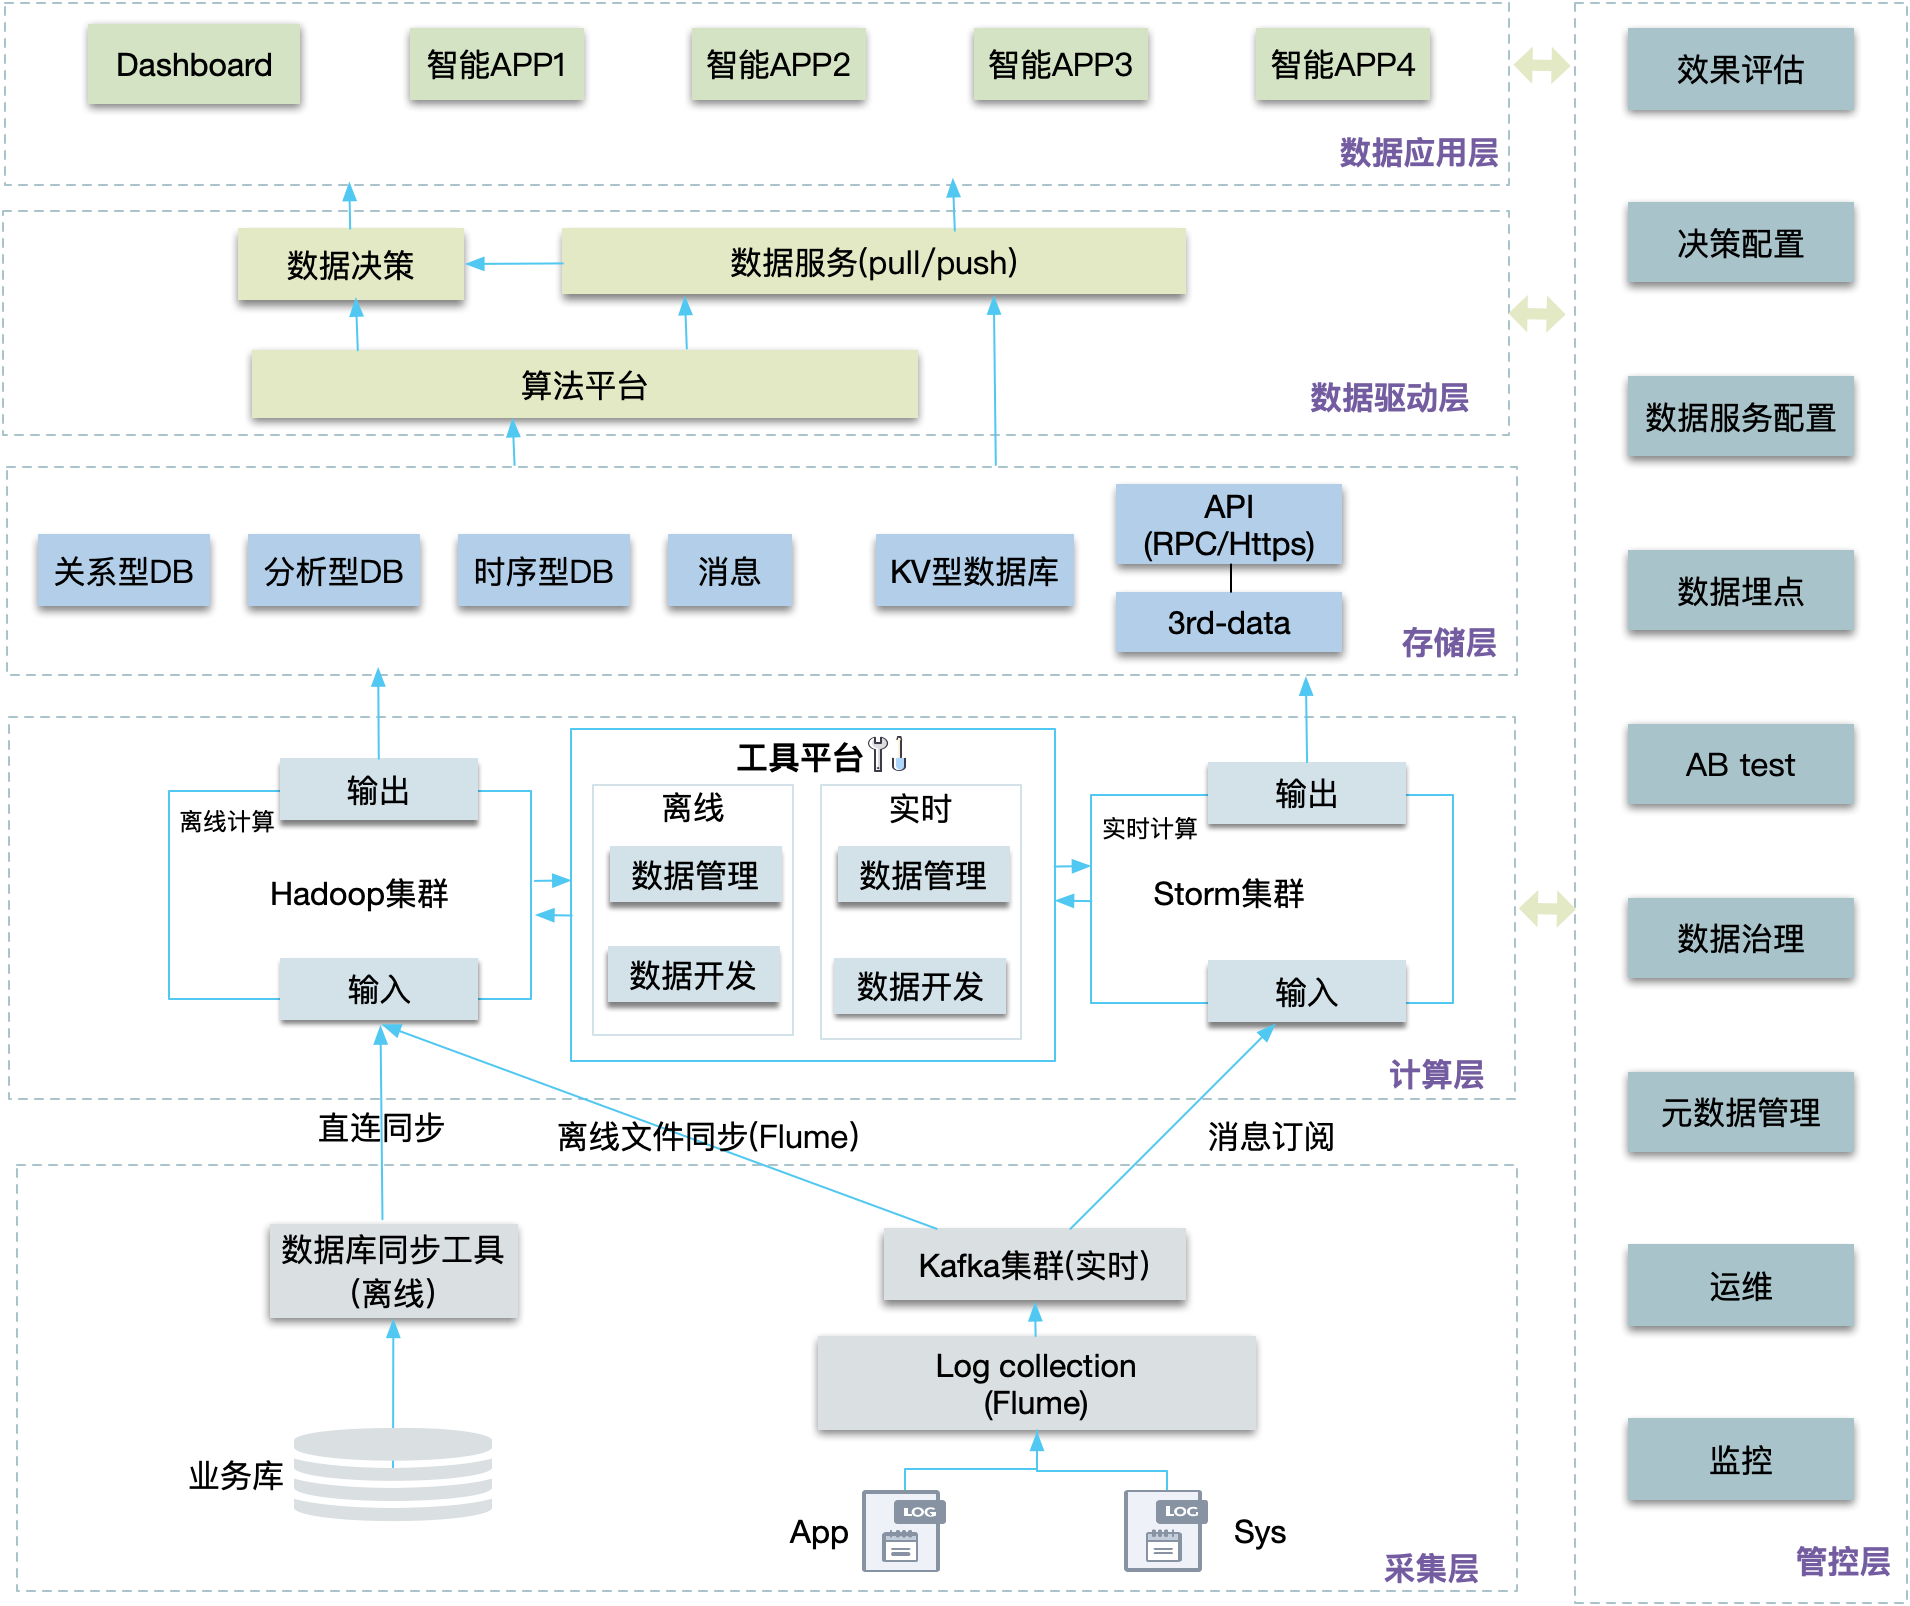 Dashboard
智能APP1
智能APP2
智能APP3
智能APP4
数据应用层
数据决策
数据服务(pull/push)
算法平台
数据驱动层
关系型DB
分析型DB
时序型DB
消息
KV型数据库
API
(RPC/Https)
3rd-data
存储层
输出
离线计算
Hadoop集群
输入
工具平台
离线
数据管理
数据开发
实时
数据管理
数据开发
输出
实时计算
Storm集群
输入
计算层
直连同步
离线文件同步(Flume)
消息订阅
数据库同步工具
(离线)
业务库
Kafka集群(实时)
Log collection
(Flume)
App
LOG
LOG
Sys
采集层
效果评估
决策配置
数据服务配置
数据埋点
AB test
数据治理
元数据管理
运维
监控
管控层